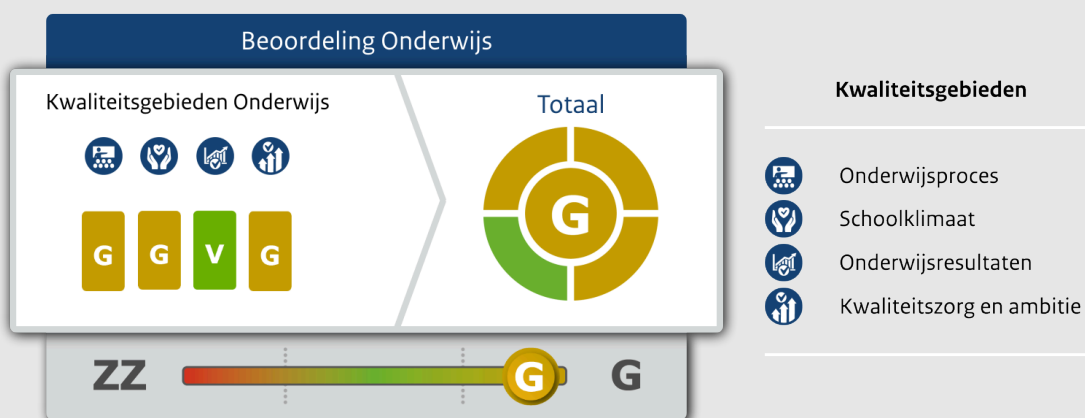 Beoordeling Onderwijs
Kwaliteitsgebieden Onderwijs
G G V G
Totaal
G
ZZ G G
Kwaliteitsgebieden
Onderwijsproces
Schoolklimaat
Onderwijsresultaten
Kwaliteitszorg en ambitie